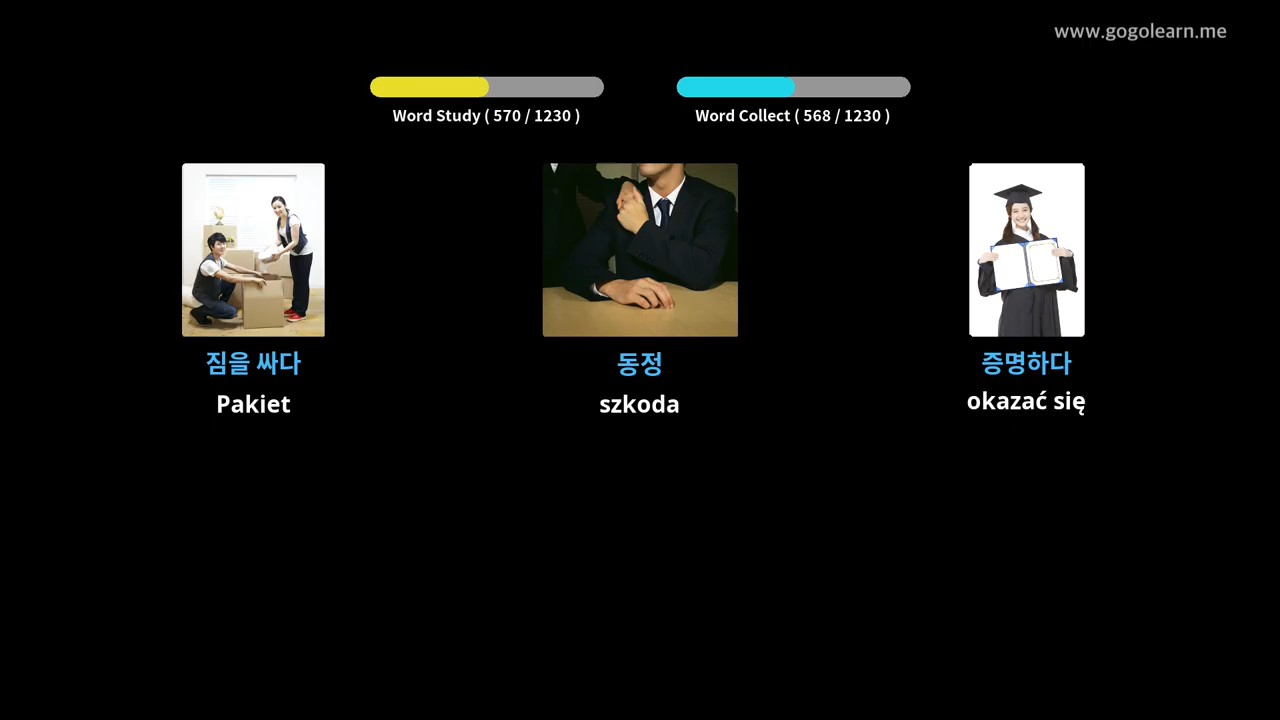 www.gogolearn.me
Word Study ( 570 / 1230 )
Word Collect ( 568 / 1230 )
짐을 싸다
동정
증명하다
Pakiet
szkoda
okazać się